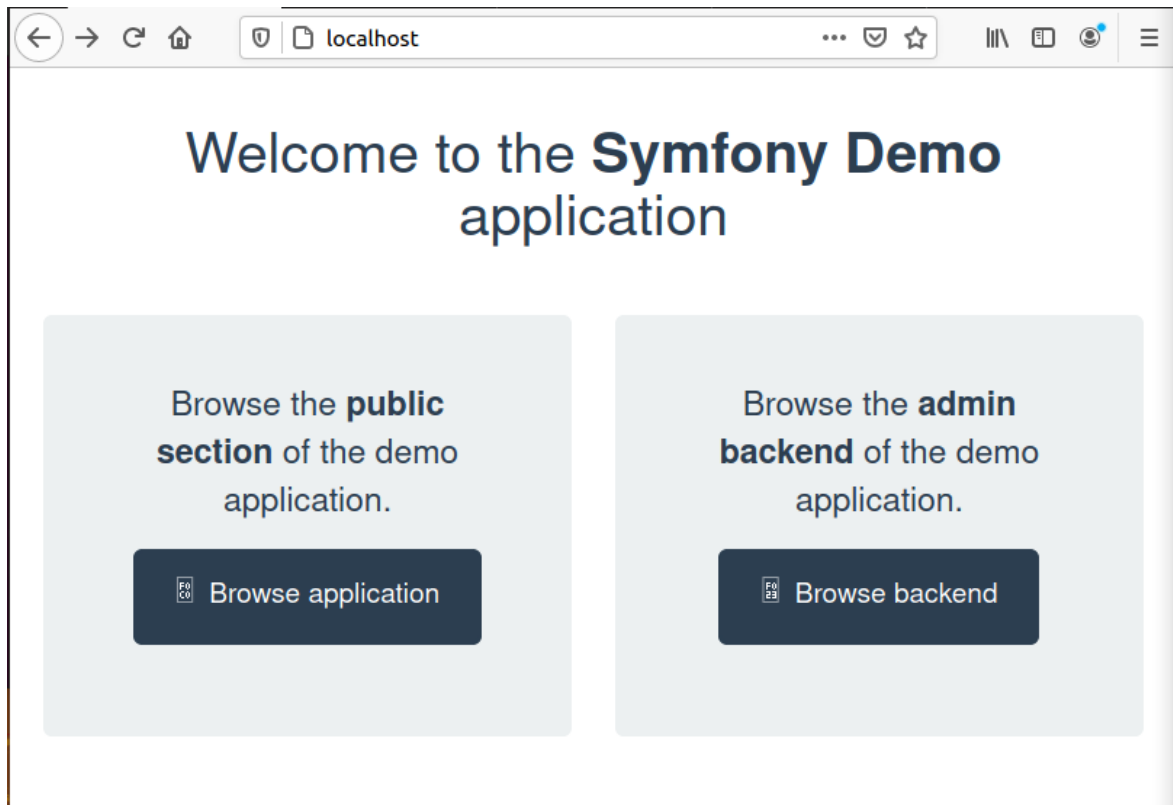 localhost
Welcome to the Symfony Demo
application
Browse the public
section of the demo
application.
Browse application
Browse the admin
backend of the demo
application.
Browse backend